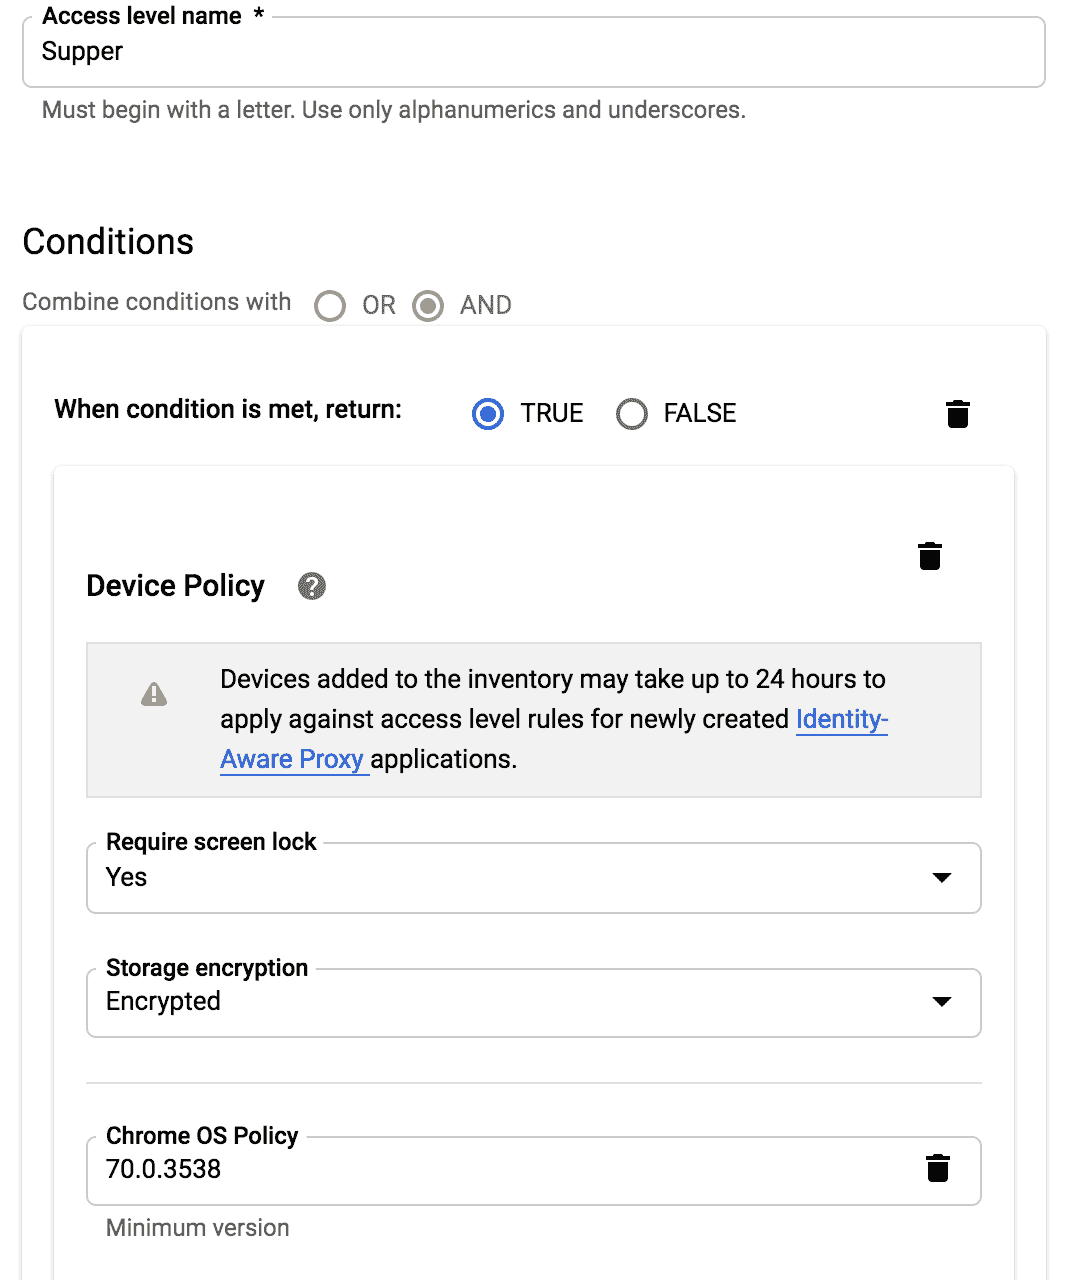 Access level name *
Supper
Must begin with a letter. Use only alphanumerics and underscores.
Conditions
Combine conditions with OR AND
When condition is met, return: TRUE FALSE
Device Policy
Devices added to the inventory may take up to 24 hours to
apply against access level rules for newly created Identity-
Aware Proxy applications.
Require screen lock
Yes
Storage encryption
Encrypted
Chrome OS Policy
70.0.3538
Minimum version